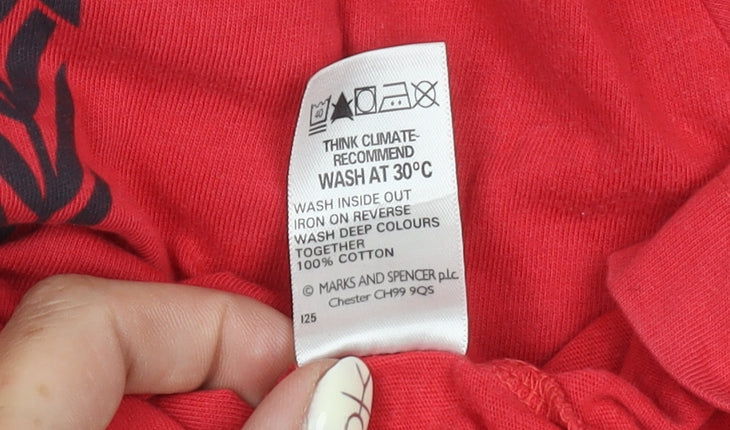 40
THINK CLIMATE-
RECOMMEND
WASH AT 30°C
WASH INSIDE OUT
IRON ON REVERSE
WASH DEEP COLOURS
TOGETHER
100% COTTON
© MARKS AND SPENCER p.l.c.
Chester CH99 9QS
I25